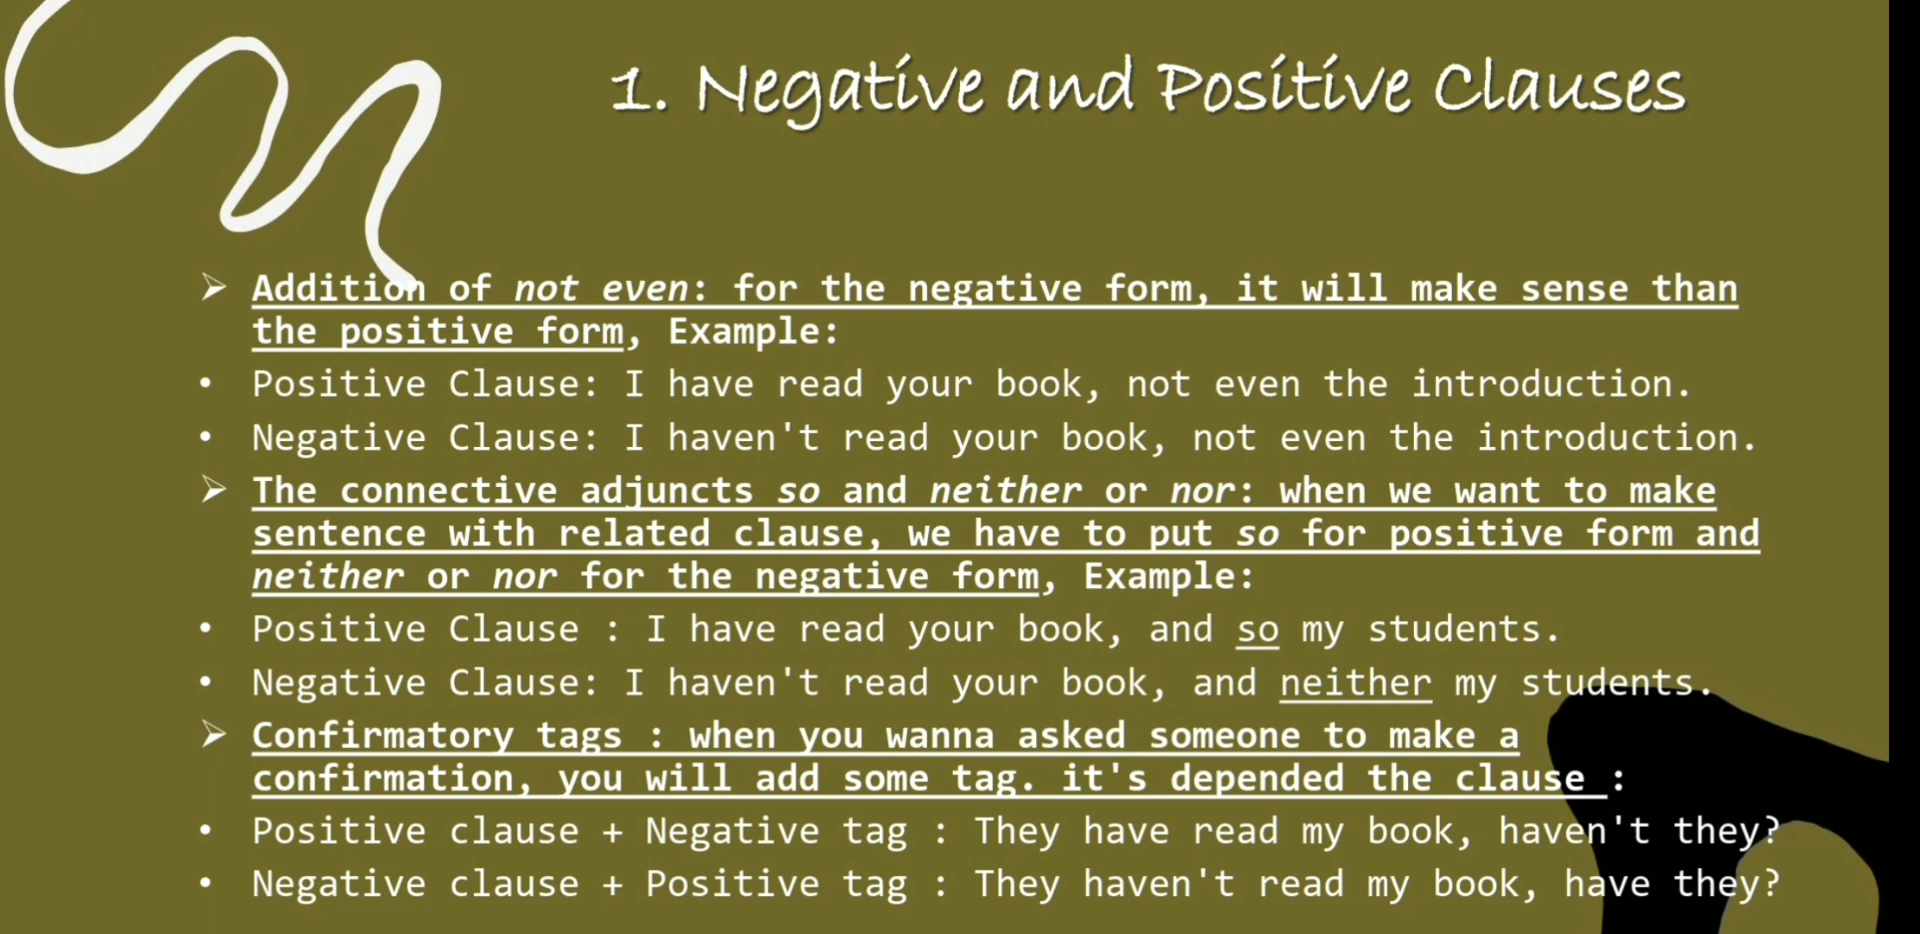 1. Negative and Positive Clauses
➢ Addition of not even: for the negative form, it will make sense than
the positive form, Example:
• Positive Clause: I have read your book, not even the introduction.
• Negative Clause: I haven't read your book, not even the introduction.
➢ The connective adjuncts so and neither or nor: when we want to make
sentence with related clause, we have to put so for positive form and
neither or nor for the negative form, Example:
• Positive Clause : I have read your book, and so my students.
• Negative Clause: I haven't read your book, and neither my students.
➢ Confirmatory tags : when you wanna asked someone to make a
confirmation, you will add some tag. it's depended the clause :
• Positive clause + Negative tag : They have read my book, haven't they?
• Negative clause + Positive tag : They haven't read my book, have they?